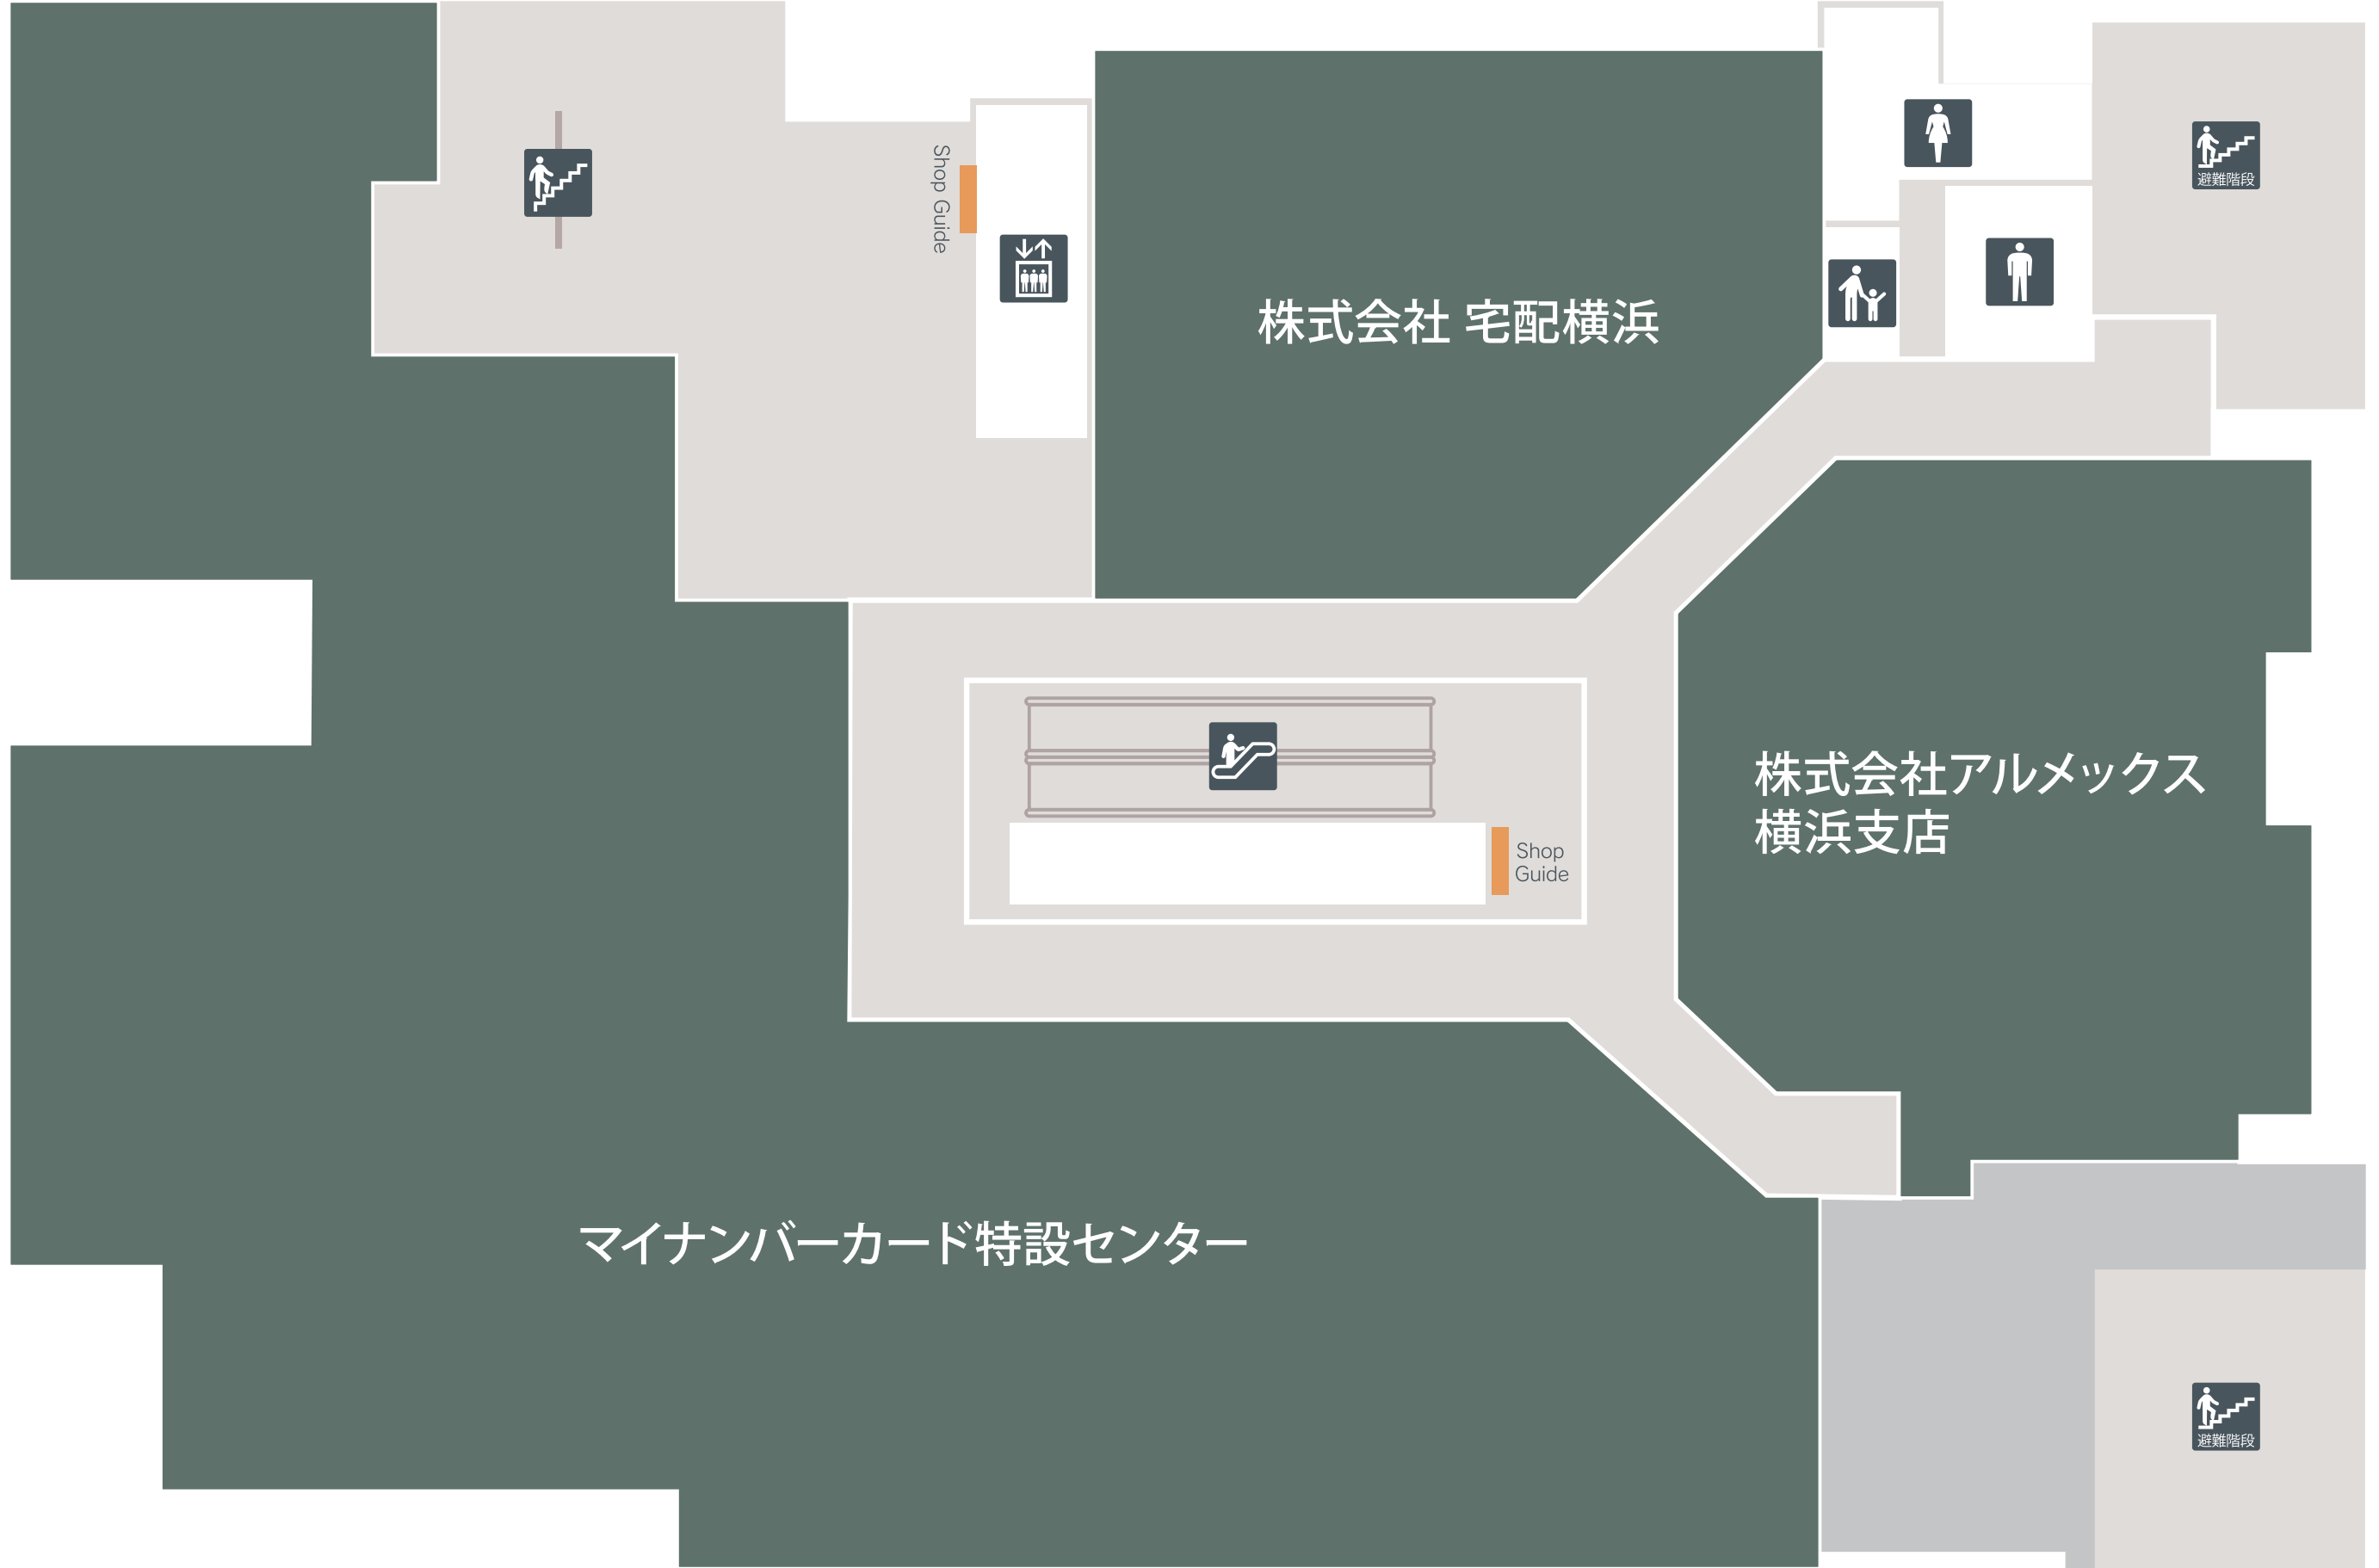 避難階段
Shop Guide
株式会社 宅配横浜
株式会社アルメックス
横浜支店
Shop
Guide
マイナンバーカード特設センター
避難階段